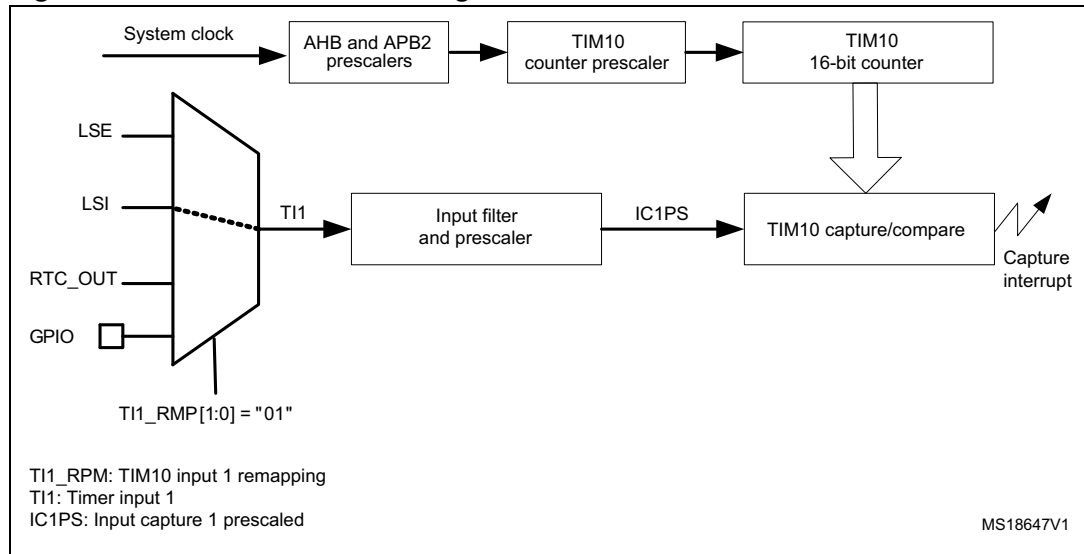 System clock
AHB and APB2
prescalers
TIM10
counter prescaler
TIM10
16-bit counter
LSE
LSI
RTC_OUT
GPIO
TI1
Input filter
and prescaler
IC1PS
TIM10 capture/compare
Capture
interrupt
TI1_RMP[1:0] = "01"
TI1_RPM: TIM10 input 1 remapping
TI1: Timer input 1
IC1PS: Input capture 1 prescaled
MS18647V1